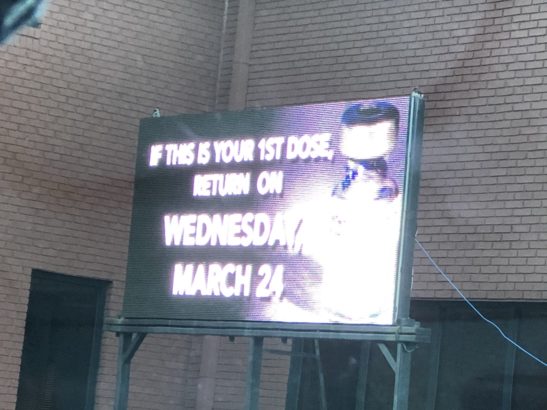 IF THIS IS YOUR 1ST DOSE,
RETURN ON
WEDNESDAY,
MARCH 24,